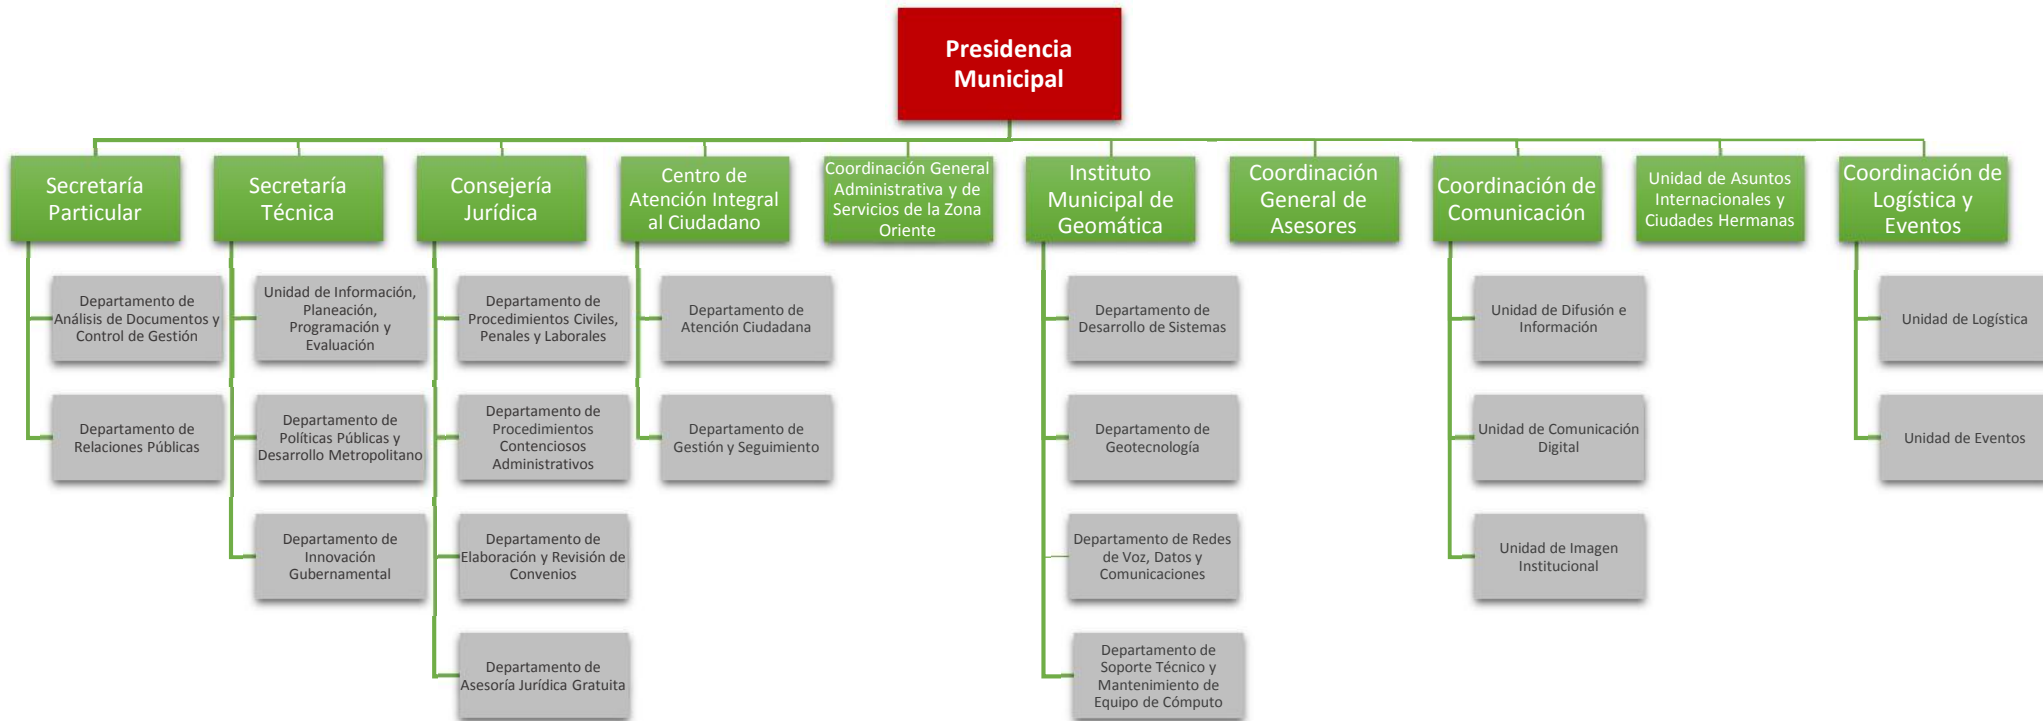 Presidencia
Municipal
Secretaría
Particular
Secretaría
Técnica
Consejería
Jurídica
Centro de
Atención Integral
al Ciudadano
Coordinación General
Administrativa y de
Servicios de la Zona
Oriente
Instituto
Municipal de
Geomática
Coordinación
General de
Asesores
Coordinación de
Comunicación
Unidad de Asuntos
Internacionales y
Ciudades Hermanas
Coordinación de
Logística y
Eventos
Departamento de
Análisis de Documentos y
Control de Gestión
Unidad de Información,
Planeación,
Programación y
Evaluación
Departamento de
Procedimientos Civiles,
Penales y Laborales
Departamento de
Atención Ciudadana
Departamento de
Desarrollo de Sistemas
Unidad de Difusión e
Información
Unidad de Logística
Departamento de
Relaciones Públicas
Departamento de
Políticas Públicas y
Desarrollo Metropolitano
Departamento de
Procedimientos
Contenciosos
Administrativos
Departamento de
Gestión y Seguimiento
Departamento de
Geotecnología
Unidad de Comunicación
Digital
Unidad de Eventos
Departamento de
Innovación
Gubernamental
Departamento de
Elaboración y Revisión de
Convenios
Departamento de Redes
de Voz, Datos y
Comunicaciones
Unidad de Imagen
Institucional
Departamento de
Asesoría Jurídica Gratuita
Departamento de
Soporte Técnico y
Mantenimiento de
Equipo de Cómputo